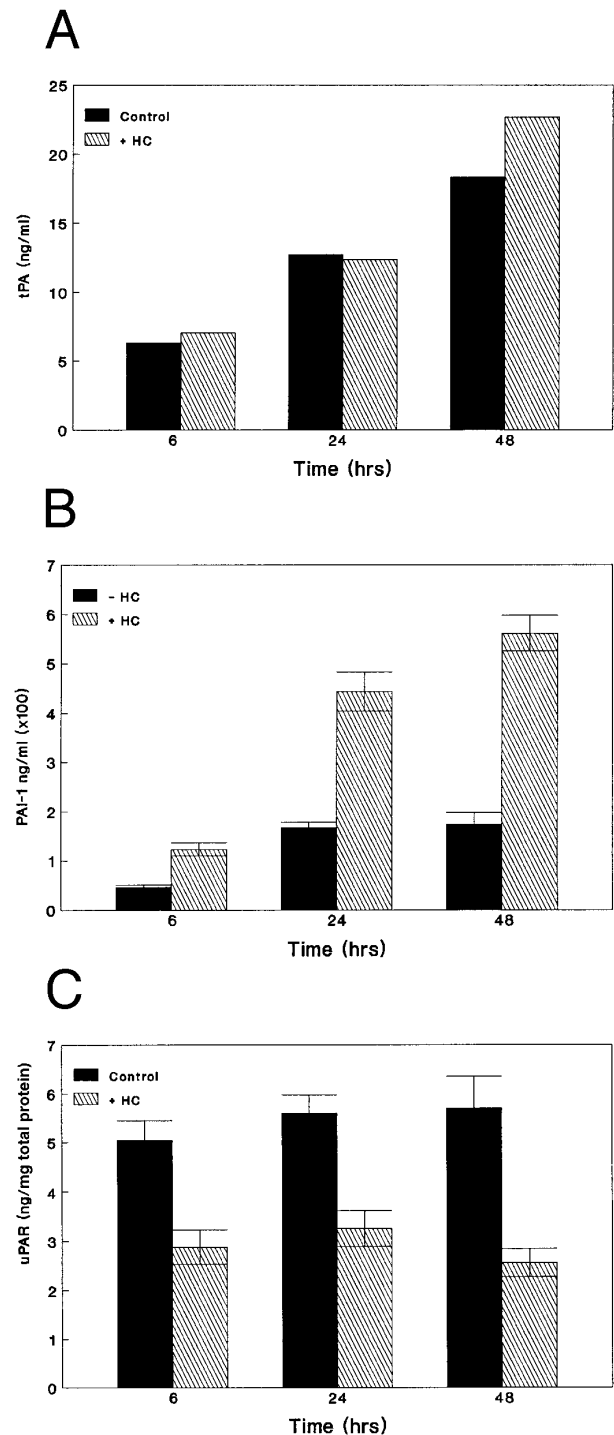 A
25
20
15
10
5
0
Control
+ HC
tPA (ng/ml)
6 24 48
Time (hrs)
B
7
6
5
4
3
2
1
0
- HC
+ HC
PAI-1 ng/ml (x100)
6 24 48
Time (hrs)
C
7
6
5
4
3
2
1
0
Control
+ HC
uPAR (ng/mg total protein)
6 24 48
Time (hrs)